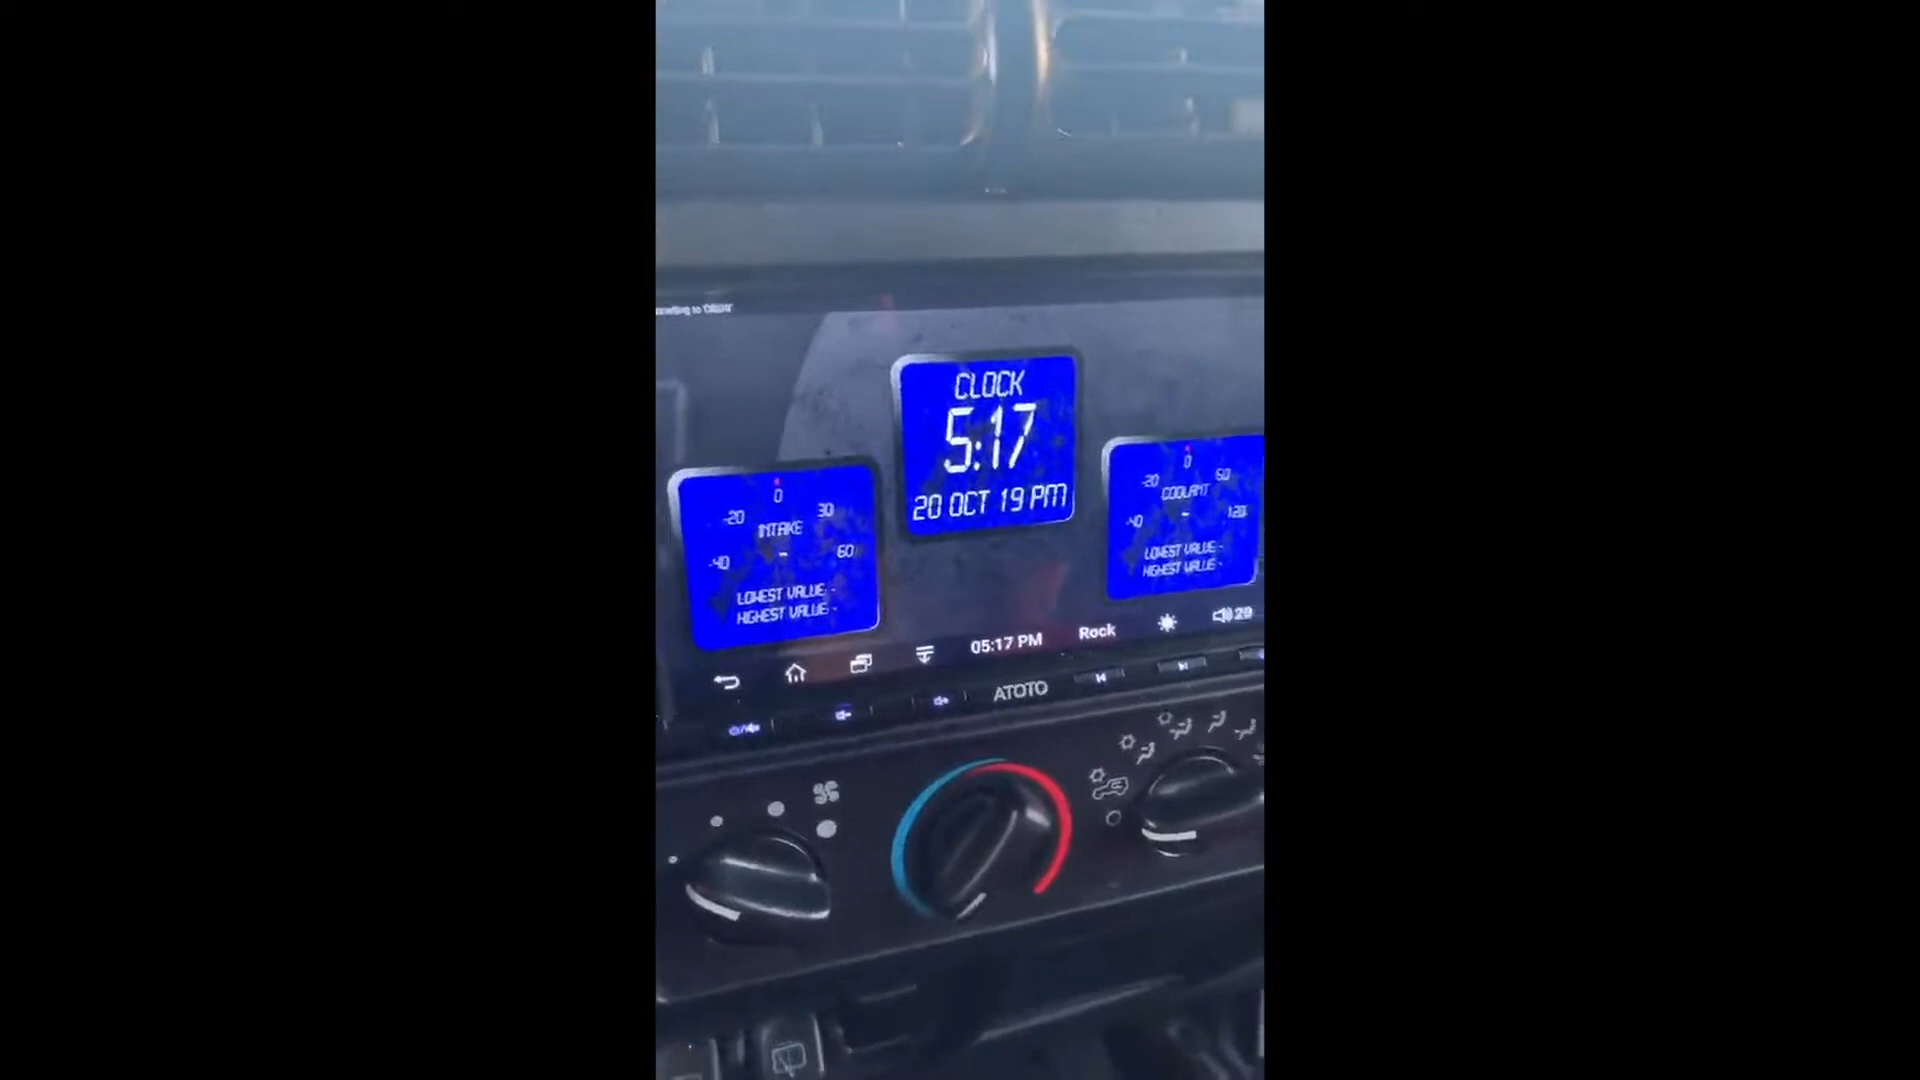 CLOCK
5:17
20 OCT 19 PM
0
-20 30
INTAKE
-40 - 60
LOWEST VALUE -
HIGHEST VALUE -
0
-20 60
COOLANT
-40 - 120
LOWEST VALUE -
HIGHEST VALUE -
05:17 PM
Rock
20
ATOTO